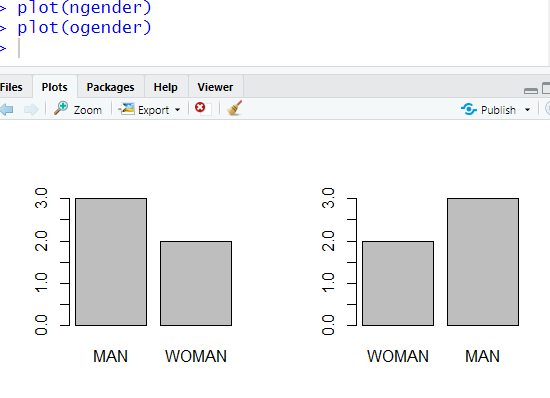 > plot(ngender)
> plot(ogender)
>
Files Plots Packages Help Viewer
Zoom Export Publish
3.0
2.0
1.0
0.0
MAN WOMAN
3.0
2.0
1.0
0.0
WOMAN MAN